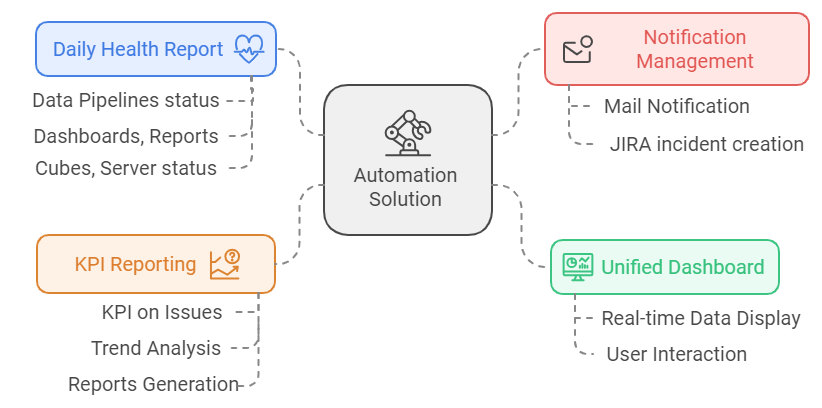 Daily Health Report
Data Pipelines status
Dashboards, Reports
Cubes, Server status
Automation
Solution
Notification
Management
Mail Notification
JIRA incident creation
KPI Reporting
KPI on Issues
Trend Analysis
Reports Generation
Unified Dashboard
Real-time Data Display
User Interaction